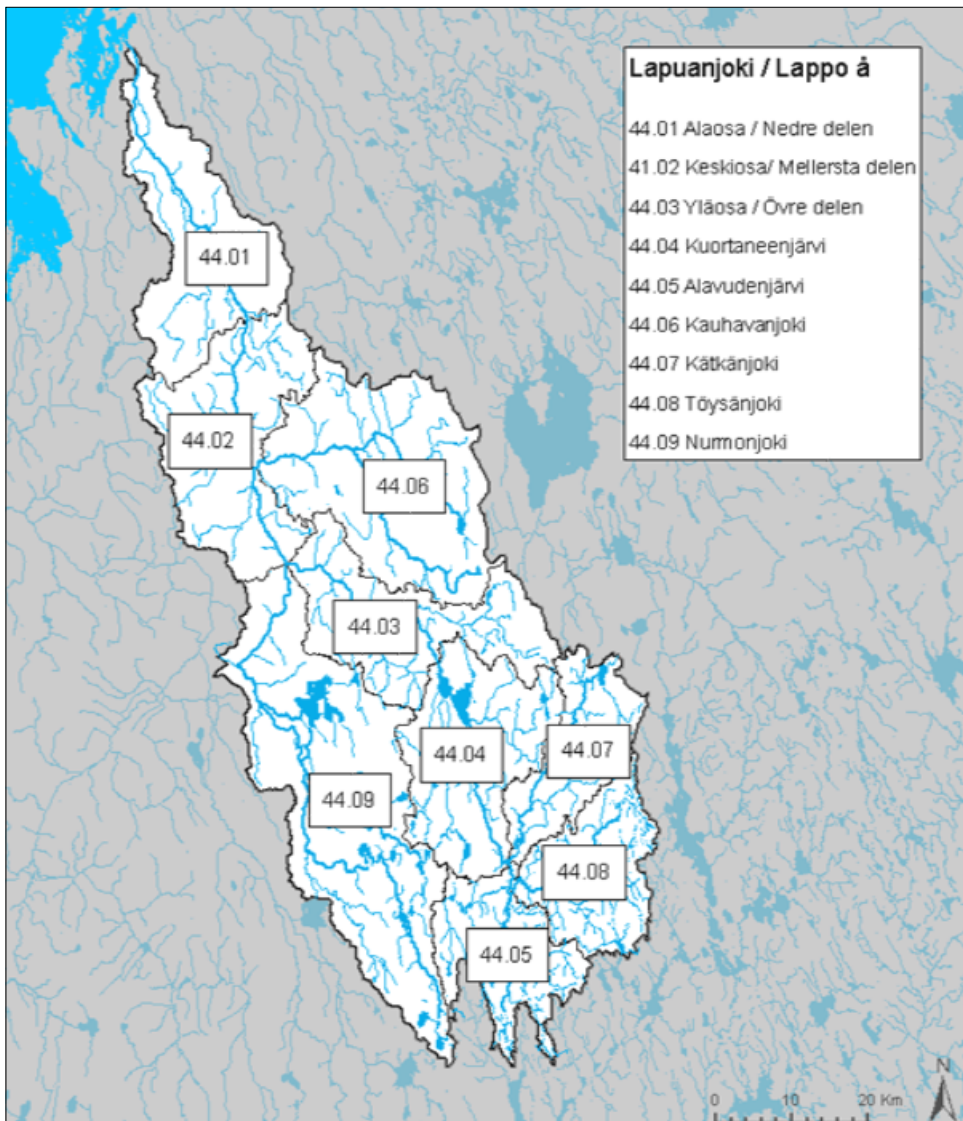 Lapuanjoki / Lappo å
44.01 Alaosa / Nedre delen
41.02 Keskiosa/ Mellersta delen
44.03 Yläosa / Övre delen
44.04 Kuortaneenjärvi
44.05 Alavudenjärvi
44.06 Kauhavanjoki
44.07 Kätkänjoki
44.08 Töysänjoki
44.09 Nurmonjoki
44.01
44.02
44.06
44.03
44.04
44.07
44.09
44.08
44.05
N
0 10 20 Km